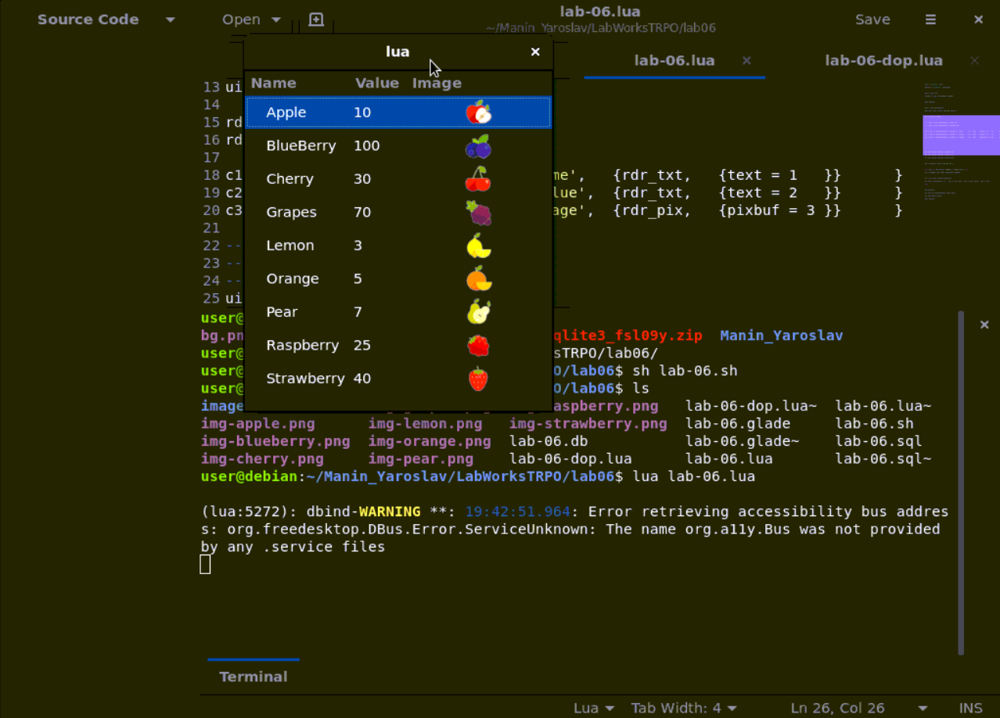 Source Code Open lab-06.lua Save
~/Manin_Yaroslav/LabWorksTRPO/lab06
lab-06.lua lab-06-dop.lua
lua
Name Value Image
Apple 10
BlueBerry 100
Cherry 30
Grapes 70
Lemon 3
Orange 5
Pear 7
Raspberry 25
Strawberry 40
13 ui
14
15 rd
16 rd
17
18 c1 me', {rdr_txt, {text = 1 }} }
19 c2 lue', {rdr_txt, {text = 2 }} }
20 c3 age', {rdr_pix, {pixbuf = 3 }} }
21
22 --
23 --
24 --
25 ui
user@
bg.pn qlite3_fsl09y.zip Manin_Yaroslav
user@ sTRPO/lab06/
user@ O/lab06$ sh lab-06.sh
user@ O/lab06$ ls
image aspberry.png lab-06-dop.lua~ lab-06.lua~
img-apple.png img-lemon.png img-strawberry.png lab-06.glade lab-06.sh
img-blueberry.png img-orange.png lab-06.db lab-06.glade~ lab-06.sql
img-cherry.png img-pear.png lab-06-dop.lua lab-06.lua lab-06.sql~
user@debian:~/Manin_Yaroslav/LabWorksTRPO/lab06$ lua lab-06.lua
(lua:5272): dbind-WARNING **: 19:42:51.964: Error retrieving accessibility bus addres
s: org.freedesktop.DBus.Error.ServiceUnknown: The name org.a11y.Bus was not provided
by any .service files
Terminal
Lua Tab Width: 4 Ln 26, Col 26 INS